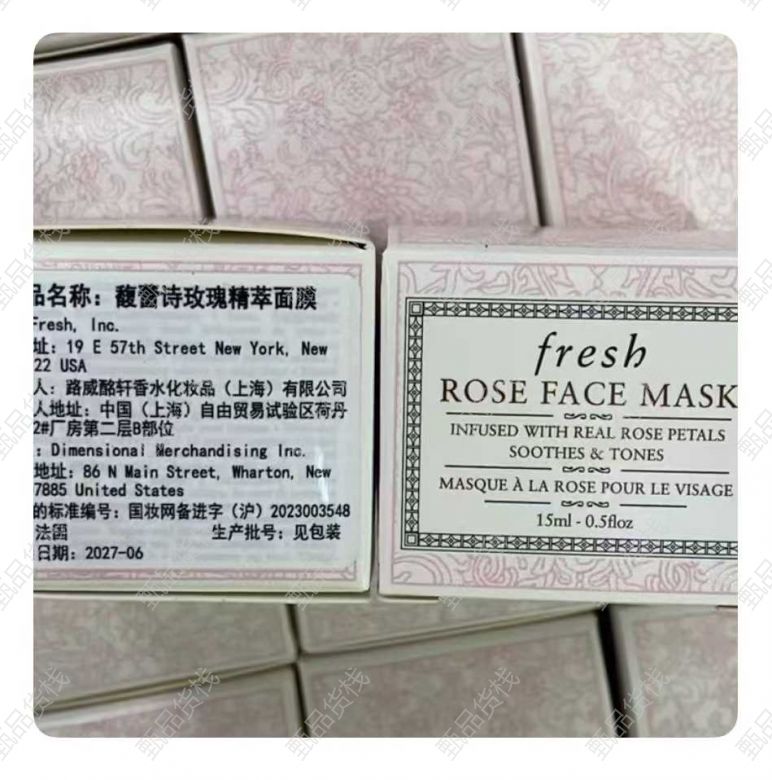 品名称：馥蕾诗玫瑰精萃面膜
Fresh, Inc.
址：19 E 57th Street New York, New
22 USA
人：路威酩轩香水化妆品（上海）有限公司
人地址：中国（上海）自由贸易试验区荷丹
2#厂房第二层B部位
：Dimensional Merchandising Inc.
地址：86 N Main Street, Wharton, New
7885 United States
的标准编号：国妆网备进字（沪）2023003548
法国 生产批号：见包装
日期：2027-06
fresh
ROSE FACE MASK
INFUSED WITH REAL ROSE PETALS
SOOTHES & TONES
MASQUE À LA ROSE POUR LE VISAGE
15ml - 0.5floz
甄品货栈